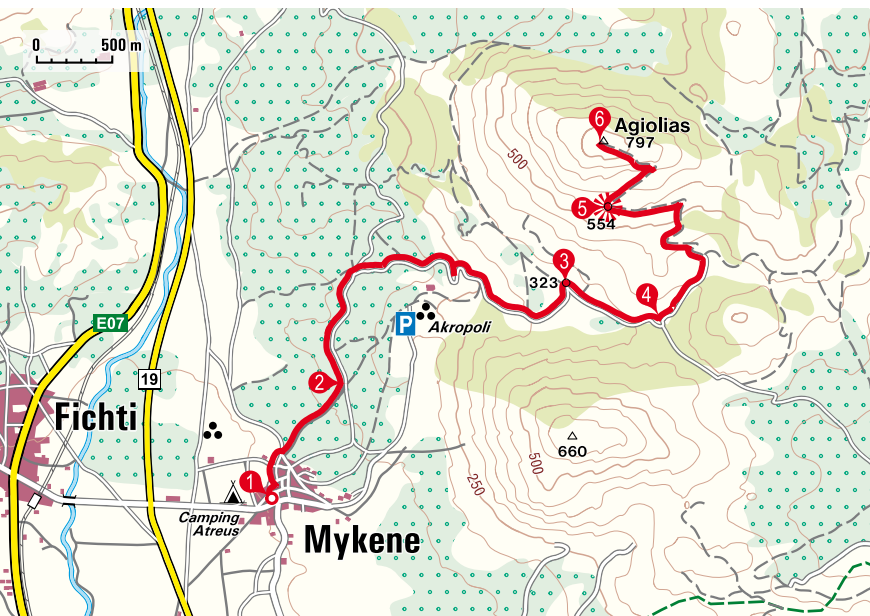 0 500 m
6
Agiolias
797
500
5
554
3
323
4
P
Akropoli
E07
19
2
Fichti
660
500
250
1
Camping
Atreus
Mykene